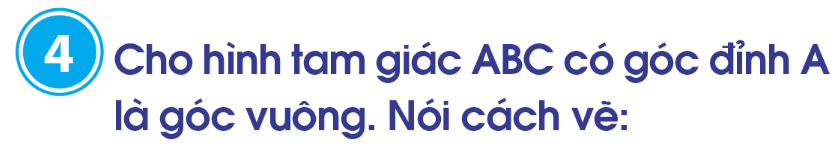 4 Cho hình tam giác ABC có góc đỉnh A
là góc vuông. Nói cách vẽ: